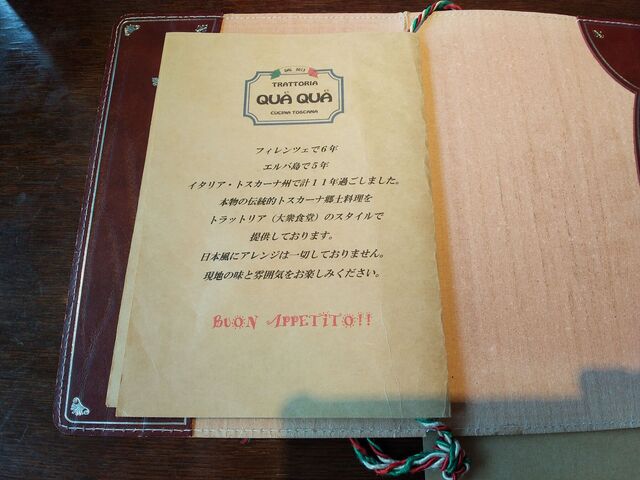 DAL 2013
TRATTORIA
QUÄ QUÄ
CUCINA TOSCANA
フィレンツェで６年
エルバ島で５年
イタリア・トスカーナ州で計１１年過ごしました。
本物の伝統的トスカーナ郷土料理を
トラットリア（大衆食堂）のスタイルで
提供しております。
日本風にアレンジは一切しておりません。
現地の味と雰囲気をお楽しみください。
BUON APPETITO!!